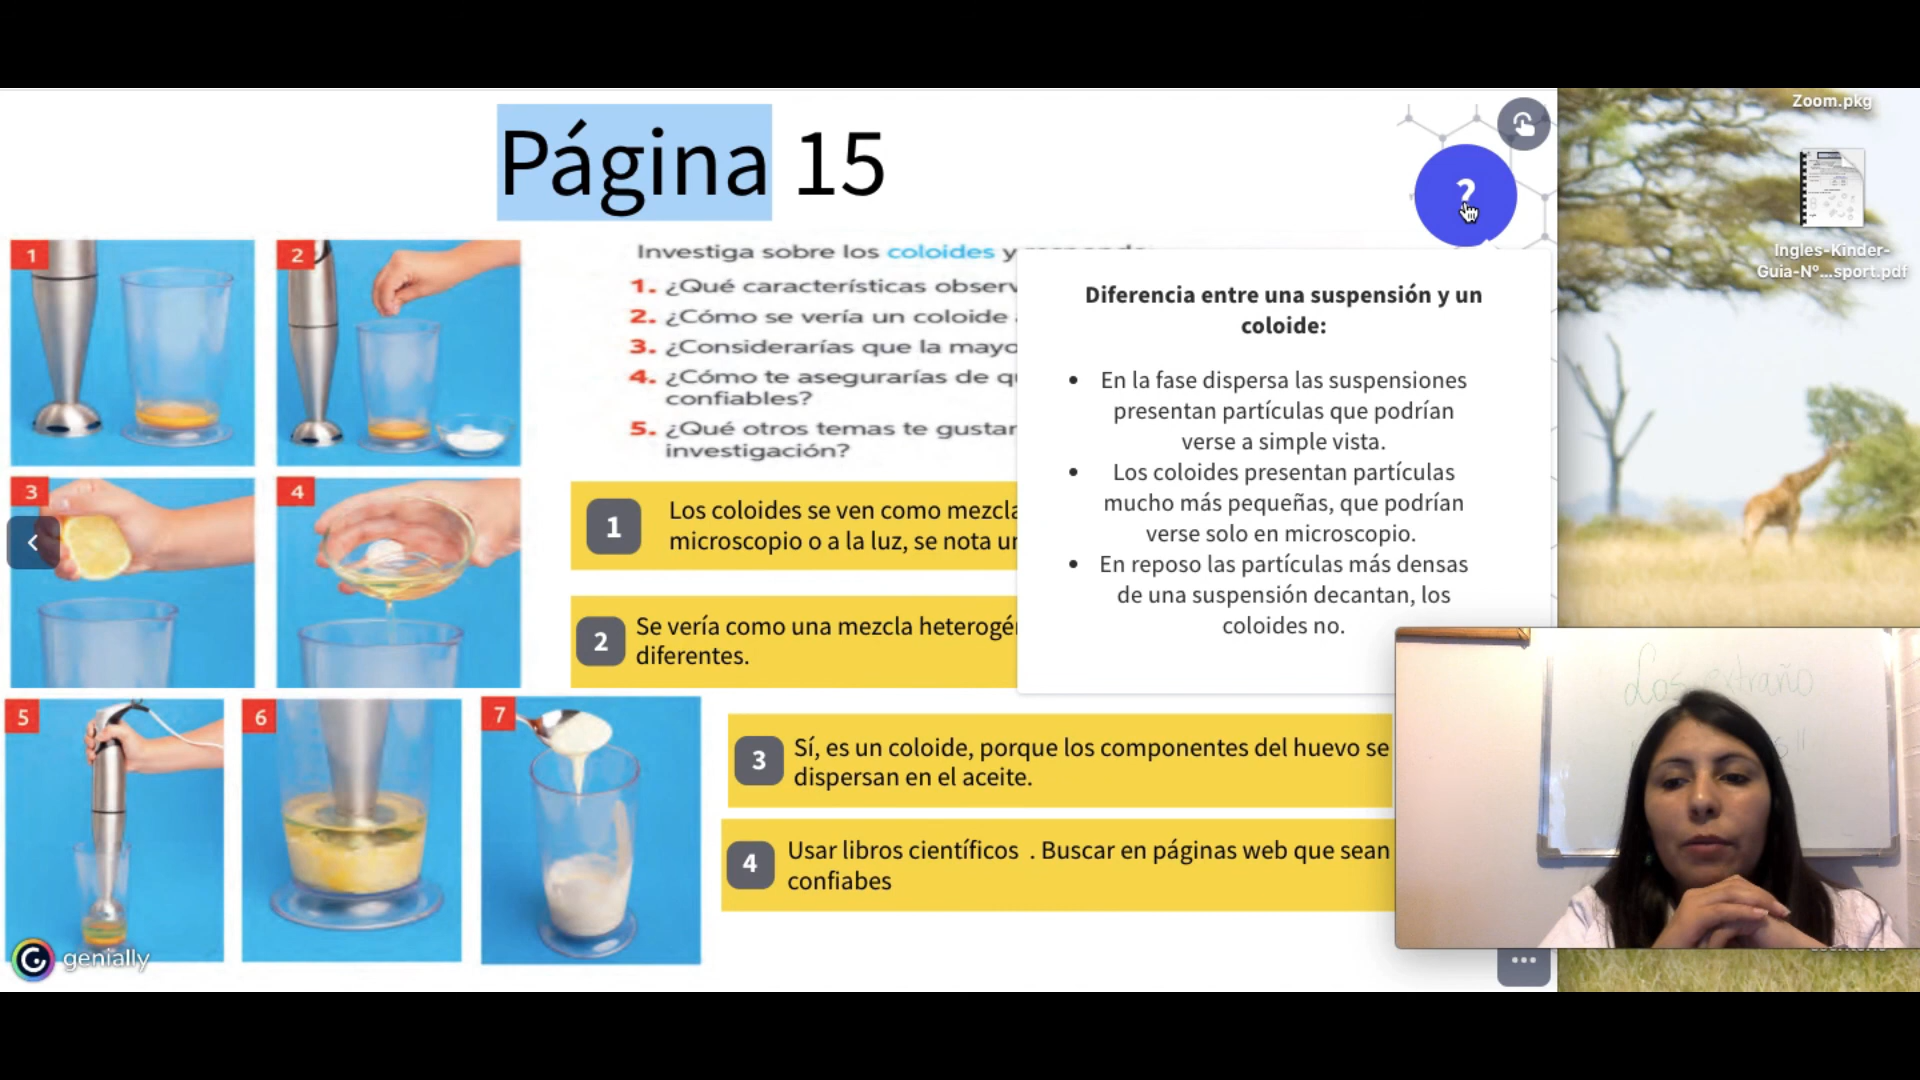 Página 15
Zoom.pkg
?
Ingles-Kinder-
Guia-Nº...sport.pdf
1
2
Investiga sobre los coloides y
1. ¿Qué características observ
2. ¿Cómo se vería un coloide
3. ¿Considerarías que la mayo
4. ¿Cómo te asegurarías de q
confiables?
5. ¿Qué otros temas te gustar
investigación?
Diferencia entre una suspensión y un
coloide:
• En la fase dispersa las suspensiones
presentan partículas que podrían
verse a simple vista.
• Los coloides presentan partículas
mucho más pequeñas, que podrían
verse solo en microscopio.
• En reposo las partículas más densas
de una suspensión decantan, los
coloides no.
3
4
1
Los coloides se ven como mezcla
microscopio o a la luz, se nota un
2
Se vería como una mezcla heterogé
diferentes.
5
6
7
3
Sí, es un coloide, porque los componentes del huevo se
dispersan en el aceite.
4
Usar libros científicos . Buscar en páginas web que sean
confiabes
Los extraño
genially